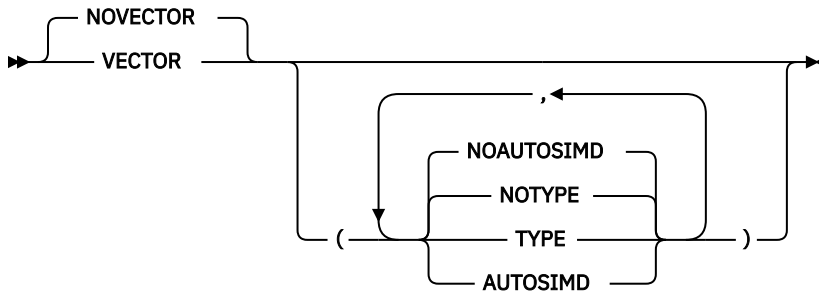 NOVECTOR
VECTOR
,
NOAUTOSIMD
NOTYPE
( TYPE )
AUTOSIMD